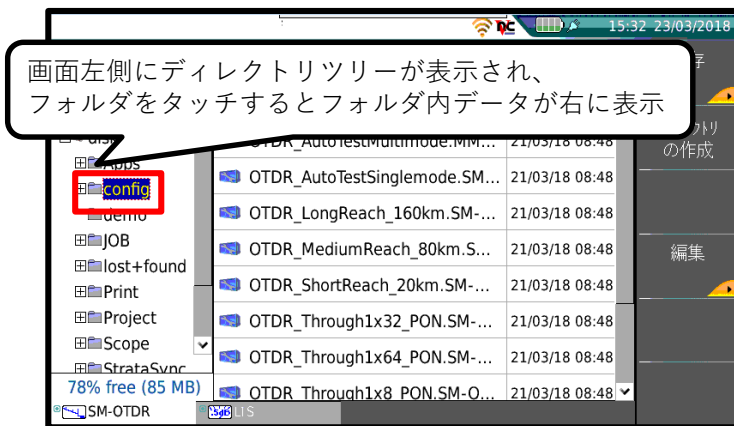 15:32 23/03/2018
画面左側にディレクトリツリーが表示され、
フォルダをタッチするとフォルダ内データが右に表示
存
disk
OTDR_AutoTestMultimode.MM... 21/03/18 08:48
トリ
の作成
Apps
config
OTDR_AutoTestSinglemode.SM... 21/03/18 08:48
demo
OTDR_LongReach_160km.SM-... 21/03/18 08:48
JOB
OTDR_MediumReach_80km.S... 21/03/18 08:48
編集
lost+found
OTDR_ShortReach_20km.SM-... 21/03/18 08:48
Print
Project
OTDR_Through1x32_PON.SM-... 21/03/18 08:48
Scope
OTDR_Through1x64_PON.SM-... 21/03/18 08:48
StrataSync
78% free (85 MB)
OTDR_Through1x8_PON.SM-O... 21/03/18 08:48
SM-OTDR
LTS